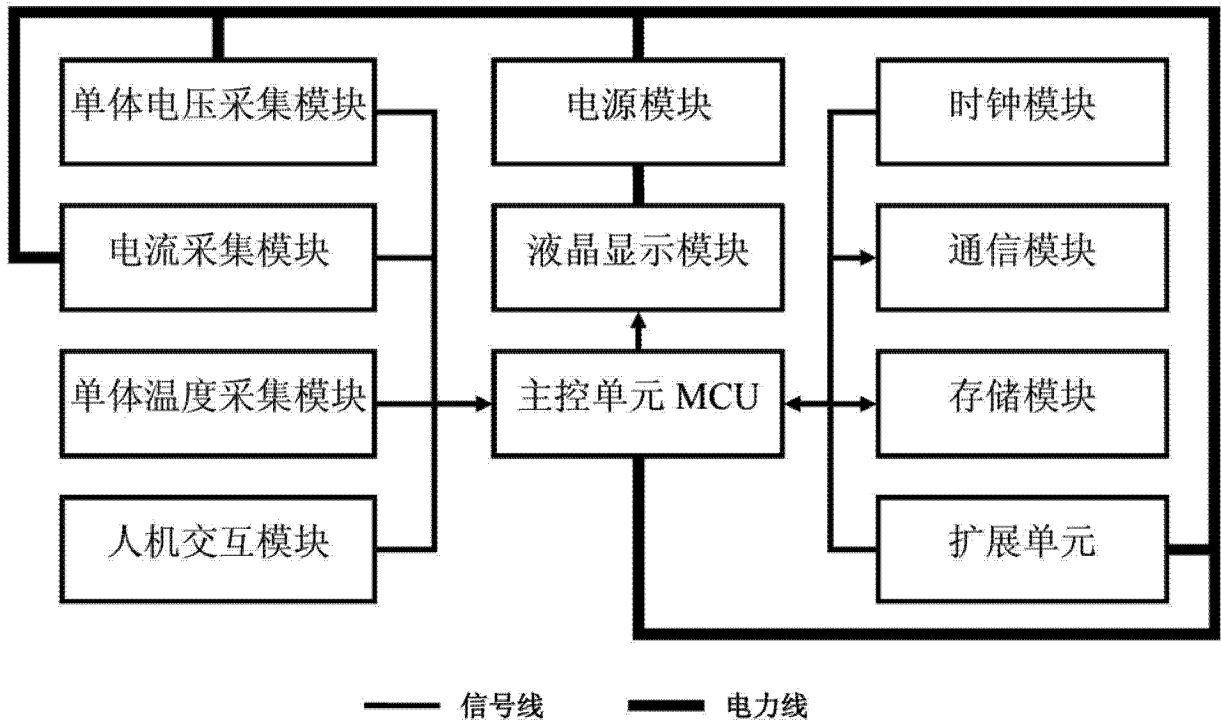 单体电压采集模块
电源模块
时钟模块
电流采集模块
液晶显示模块
通信模块
单体温度采集模块
主控单元 MCU
存储模块
人机交互模块
扩展单元
信号线
电力线